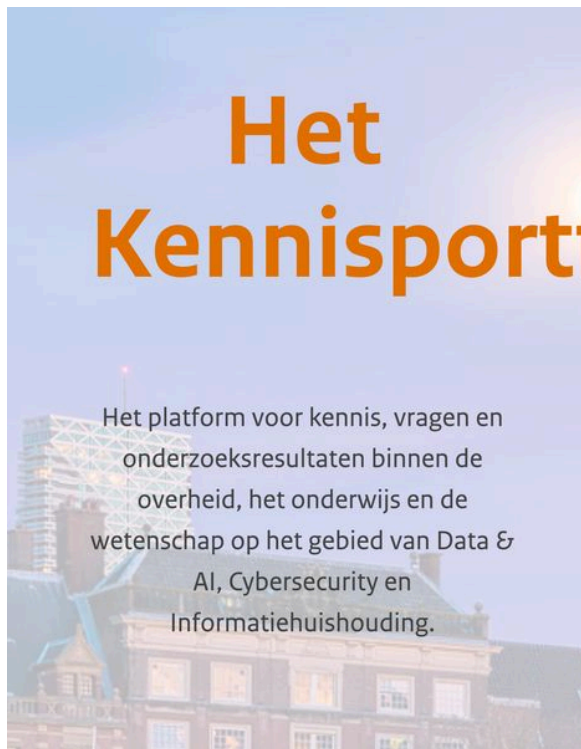 Het
Kennisport
Het platform voor kennis, vragen en
onderzoeksresultaten binnen de
overheid, het onderwijs en de
wetenschap op het gebied van Data &
AI, Cybersecurity en
Informatiehuishouding.